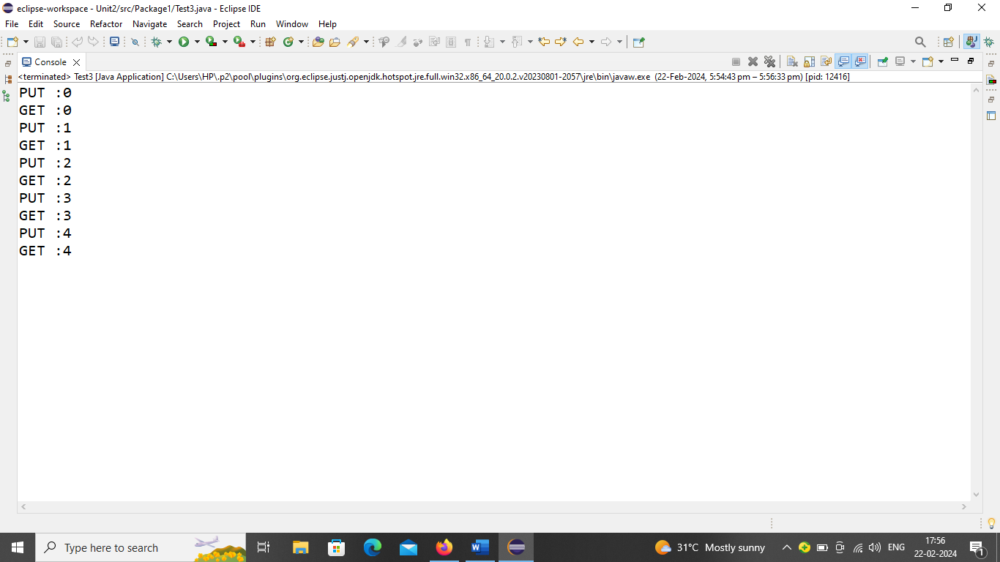 eclipse-workspace - Unit2/src/Package1/Test3.java - Eclipse IDE
File Edit Source Refactor Navigate Search Project Run Window Help
Console
<terminated> Test3 [Java Application] C:\Users\HP\.p2\pool\plugins\org.eclipse.justj.openjdk.hotspot.jre.full.win32.x86_64_20.0.2.v20230801-2057\jre\bin\javaw.exe (22-Feb-2024, 5:54:43 pm – 5:56:33 pm) [pid: 12416]
PUT :0
GET :0
PUT :1
GET :1
PUT :2
GET :2
PUT :3
GET :3
PUT :4
GET :4
Type here to search
31°C Mostly sunny
ENG
17:56
22-02-2024
1